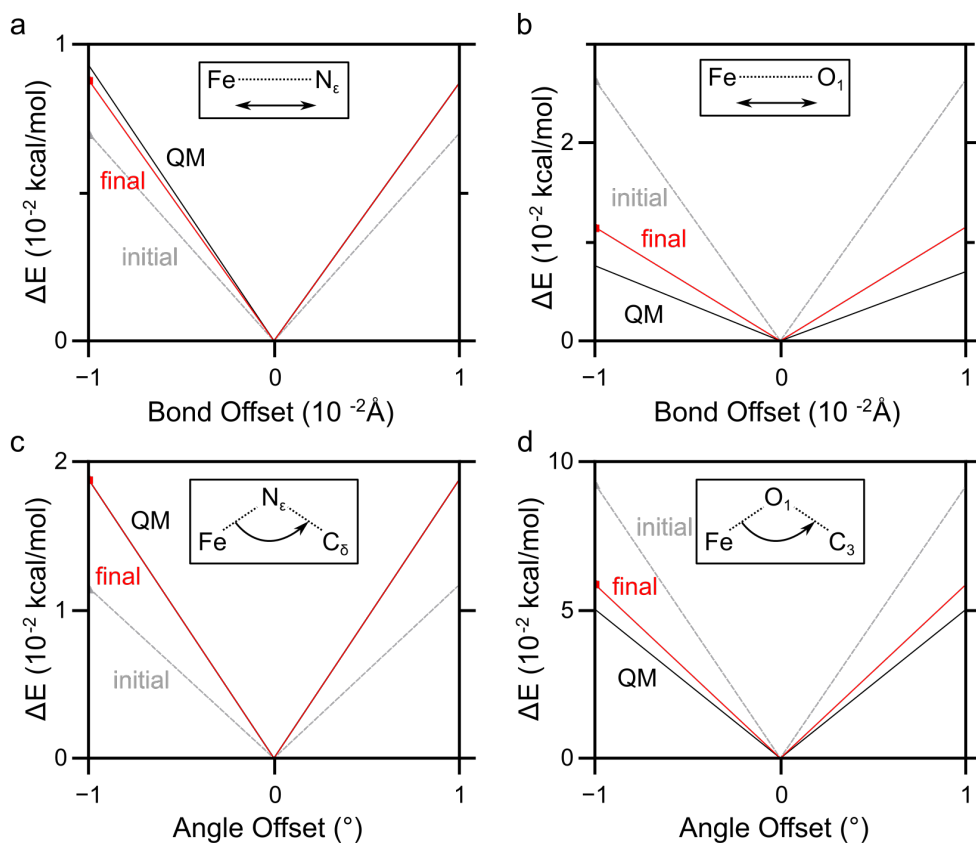 a
1
0
ΔE (10⁻² kcal/mol)
Fe Nε
QM
final
initial
−1 0 1
Bond Offset (10 ⁻²Å)
b
2
0
ΔE (10⁻² kcal/mol)
Fe O₁
initial
final
QM
−1 0 1
Bond Offset (10 ⁻²Å)
c
2
1
0
ΔE (10⁻² kcal/mol)
Nε
Fe Cδ
QM
final
initial
−1 0 1
Angle Offset (°)
d
10
5
0
ΔE (10⁻² kcal/mol)
O₁
Fe C₃
initial
final
QM
−1 0 1
Angle Offset (°)